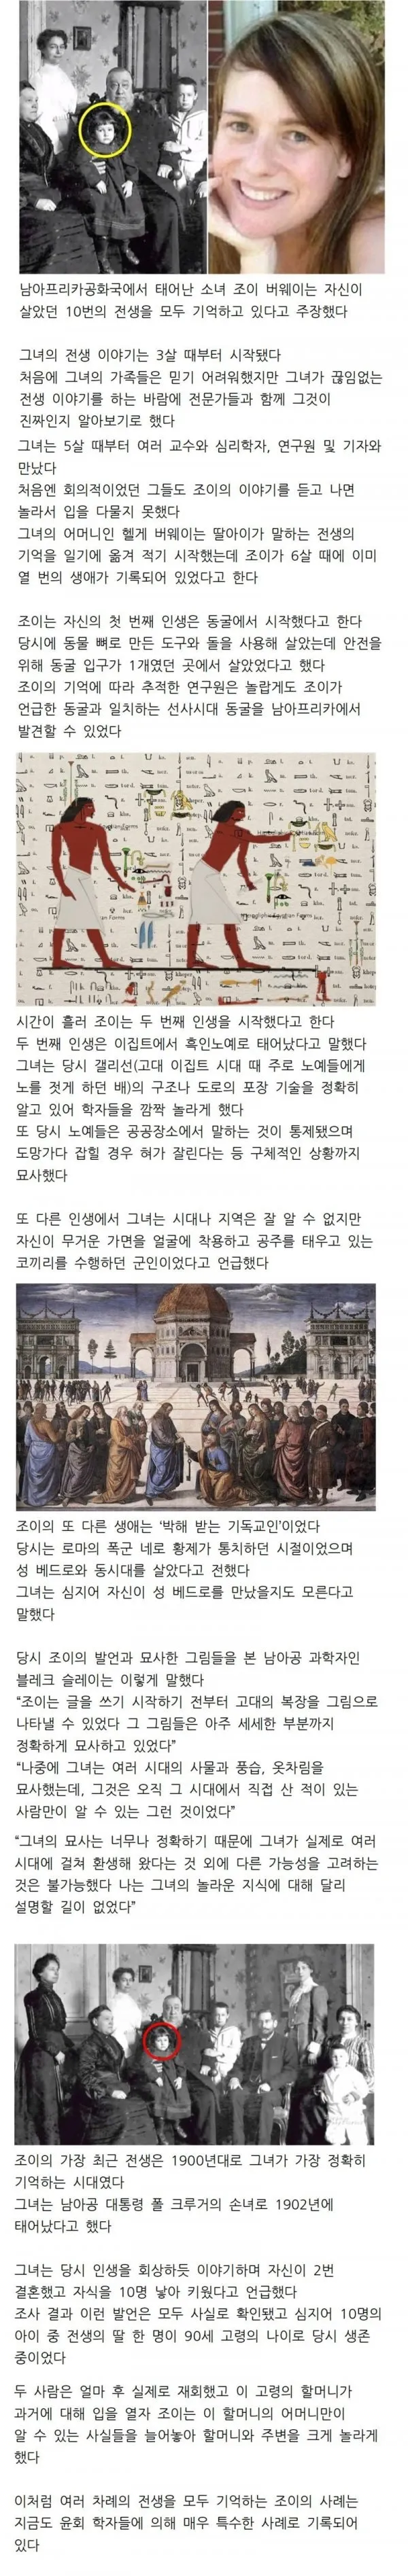 남아프리카공화국에서 태어난 소녀 조이 버웨이는 자신이
살았던 10번의 전생을 모두 기억하고 있다고 주장했다
그녀의 전생 이야기는 3살 때부터 시작됐다
처음에 그녀의 가족들은 믿기 어려워했지만 그녀가 끊임없는
전생 이야기를 하는 바람에 전문가들과 함께 그것이
진짜인지 알아보기로 했다
그녀는 5살 때부터 여러 교수와 심리학자, 연구원 및 기자와
만났다
처음엔 회의적이었던 그들도 조이의 이야기를 듣고 나면
놀라서 입을 다물지 못했다
그녀의 어머니인 헬게 버웨이는 딸아이가 말하는 전생의
기억을 일기에 옮겨 적기 시작했는데 조이가 6살 때에 이미
열 번의 생애가 기록되어 있었다고 한다
조이는 자신의 첫 번째 인생은 동굴에서 시작했다고 한다
당시에 동물 뼈로 만든 도구와 돌을 사용해 살았는데 안전을
위해 동굴 입구가 1개였던 곳에서 살았었다고 했다
조이의 기억에 따라 추적한 연구원은 놀랍게도 조이가
언급한 동굴과 일치하는 선사시대 동굴을 남아프리카에서
발견할 수 있었다
시간이 흘러 조이는 두 번째 인생을 시작했다고 한다
두 번째 인생은 이집트에서 흑인노예로 태어났다고 말했다
그녀는 당시 갤리선(고대 이집트 시대 때 주로 노예들에게
노를 젓게 하던 배)의 구조나 도로의 포장 기술을 정확히
알고 있어 학자들을 깜짝 놀라게 했다
또 당시 노예들은 공공장소에서 말하는 것이 통제됐으며
도망가다 잡힐 경우 혀가 잘린다는 등 구체적인 상황까지
묘사했다
또 다른 인생에서 그녀는 시대나 지역은 잘 알 수 없지만
자신이 무거운 가면을 얼굴에 착용하고 공주를 태우고 있는
코끼리를 수행하던 군인이었다고 언급했다
조이의 또 다른 생애는 ‘박해 받는 기독교인’이었다
당시는 로마의 폭군 네로 황제가 통치하던 시절이었으며
성 베드로와 동시대를 살았다고 전했다
그녀는 심지어 자신이 성 베드로를 만났을지도 모른다고
말했다
당시 조이의 발언과 묘사한 그림들을 본 남아공 과학자인
블레크 슬레이는 이렇게 말했다
“조이는 글을 쓰기 시작하기 전부터 고대의 복장을 그림으로
나타낼 수 있었다 그 그림들은 아주 세세한 부분까지
정확하게 묘사하고 있었다”
“나중에 그녀는 여러 시대의 사물과 풍습, 옷차림을
묘사했는데, 그것은 오직 그 시대에서 직접 산 적이 있는
사람만이 알 수 있는 그런 것이었다”
“그녀의 묘사는 너무나 정확하기 때문에 그녀가 실제로 여러
시대에 걸쳐 환생해 왔다는 것 외에 다른 가능성을 고려하는
것은 불가능했다 나는 그녀의 놀라운 지식에 대해 달리
설명할 길이 없었다”
조이의 가장 최근 전생은 1900년대로 그녀가 가장 정확히
기억하는 시대였다
그녀는 남아공 대통령 폴 크루거의 손녀로 1902년에
태어났다고 했다
그녀는 당시 인생을 회상하듯 이야기하며 자신이 2번
결혼했고 자식을 10명 낳아 키웠다고 언급했다
조사 결과 이런 발언은 모두 사실로 확인됐고 심지어 10명의
아이 중 전생의 딸 한 명이 90세 고령의 나이로 당시 생존
중이었다
두 사람은 얼마 후 실제로 재회했고 이 고령의 할머니가
과거에 대해 입을 열자 조이는 이 할머니의 어머니만이
알 수 있는 사실들을 늘어놓아 할머니와 주변을 크게 놀라게
했다
이처럼 여러 차례의 전생을 모두 기억하는 조이의 사례는
지금도 윤회 학자들에 의해 매우 특수한 사례로 기록되어
있다